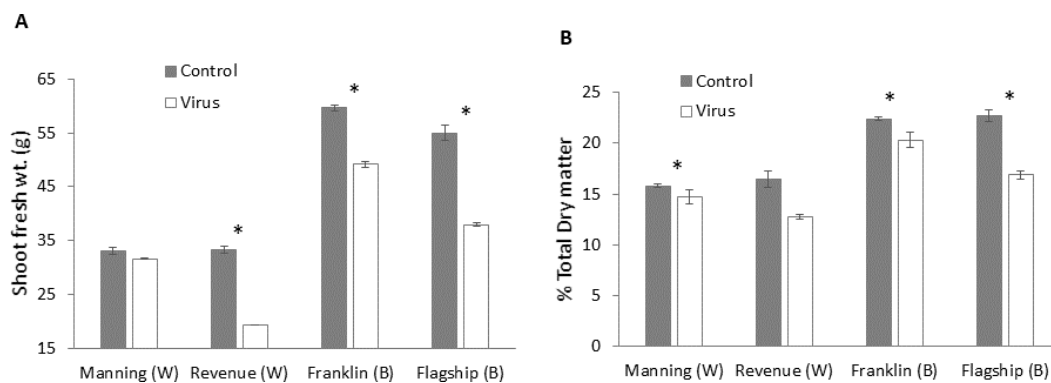 A
Control
Virus
Shoot fresh wt. (g)
65
55
45
35
25
15
*
*
*
Manning (W) Revenue (W) Franklin (B) Flagship (B)
B
Control
Virus
% Total Dry matter
25
20
15
10
5
0
*
*
*
Manning (W) Revenue (W) Franklin (B) Flagship (B)